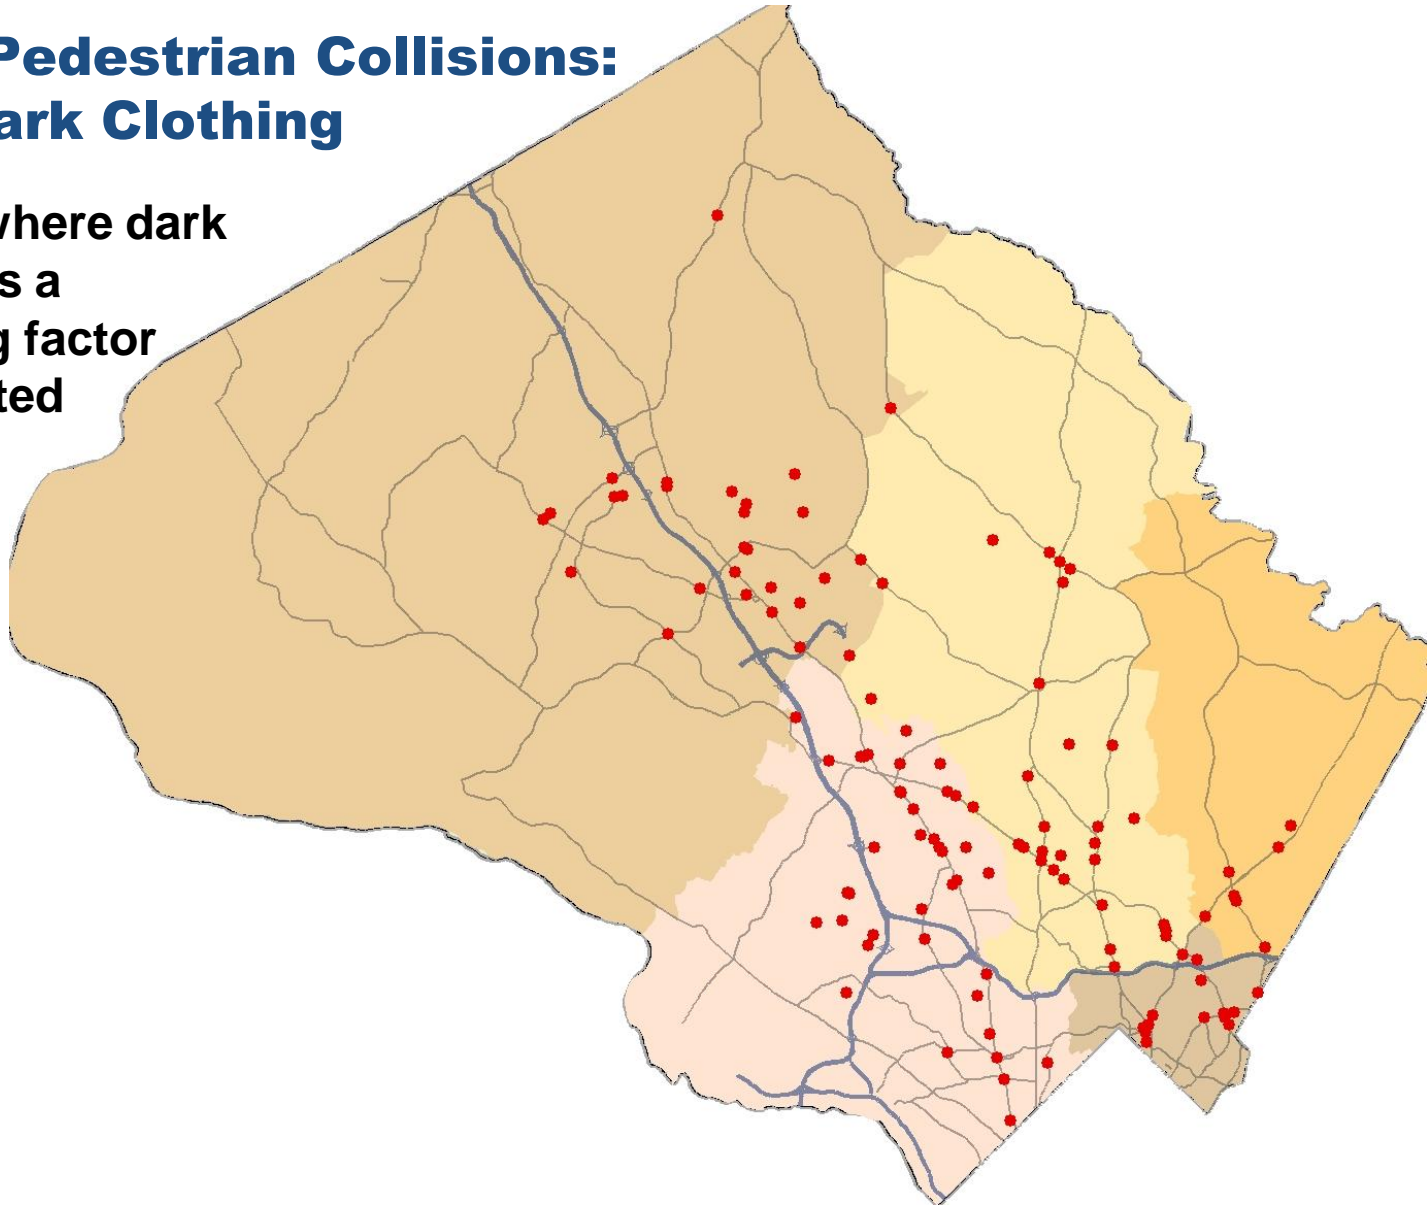 Pedestrian Collisions:
ark Clothing
where dark
s a
g factor
ted